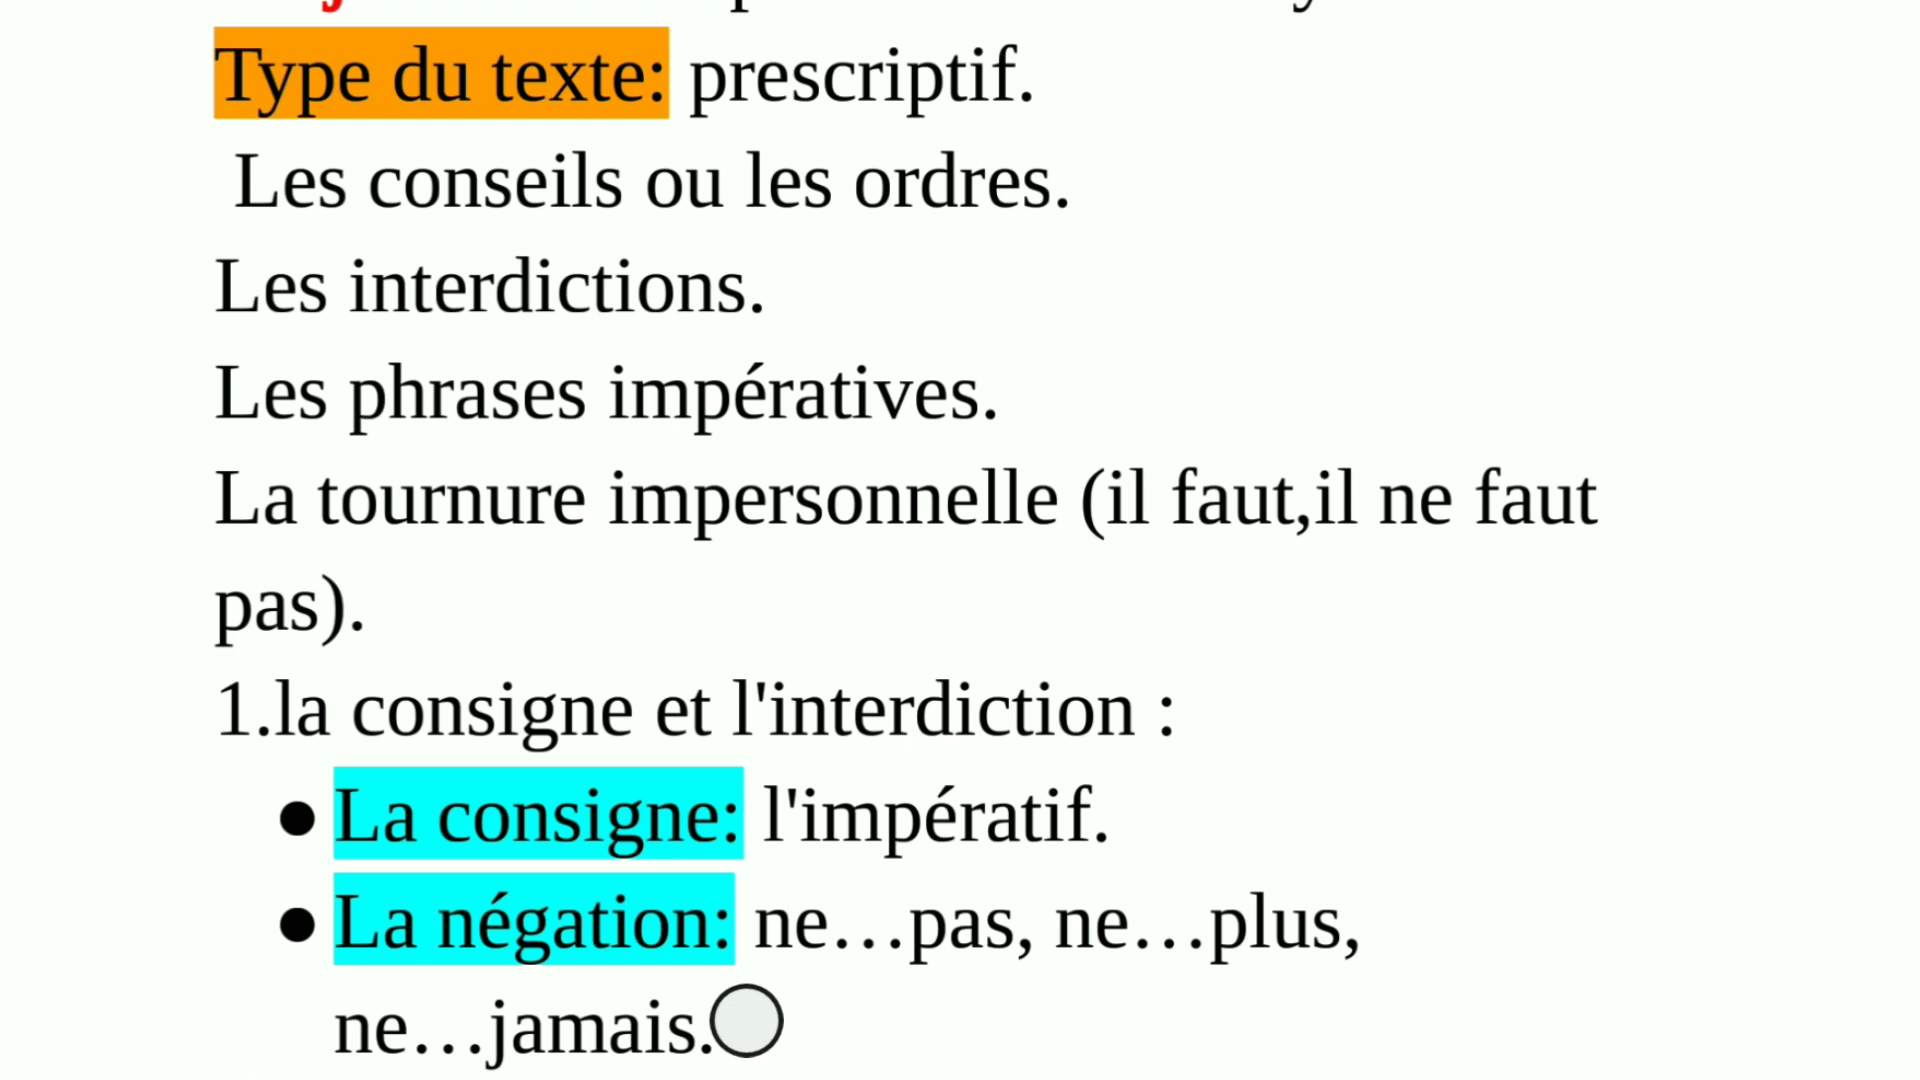 Type du texte: prescriptif.
Les conseils ou les ordres.
Les interdictions.
Les phrases impératives.
La tournure impersonnelle (il faut,il ne faut
pas).
1.la consigne et l'interdiction :
● La consigne: l'impératif.
● La négation: ne…pas, ne…plus,
ne…jamais.